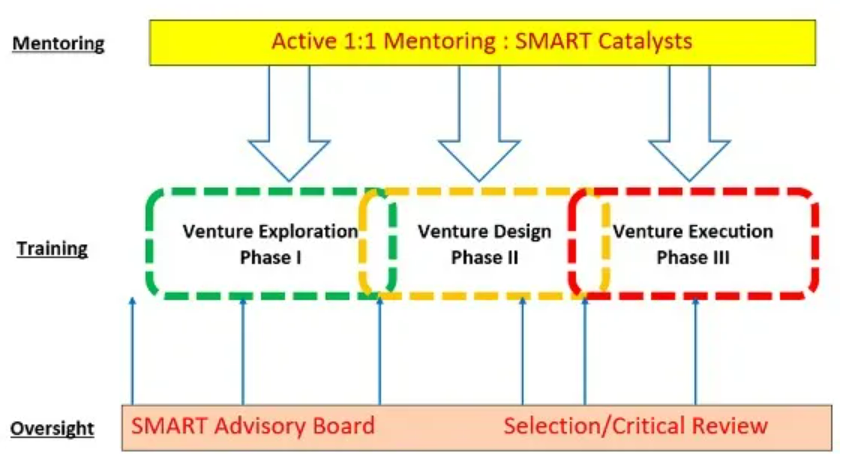 Mentoring
Active 1:1 Mentoring : SMART Catalysts
Training
Venture Exploration
Phase I
Venture Design
Phase II
Venture Execution
Phase III
Oversight
SMART Advisory Board
Selection/Critical Review